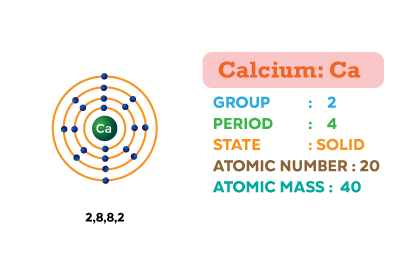 Calcium: Ca
GROUP : 2
PERIOD : 4
STATE : SOLID
ATOMIC NUMBER : 20
ATOMIC MASS : 40
Ca
2,8,8,2